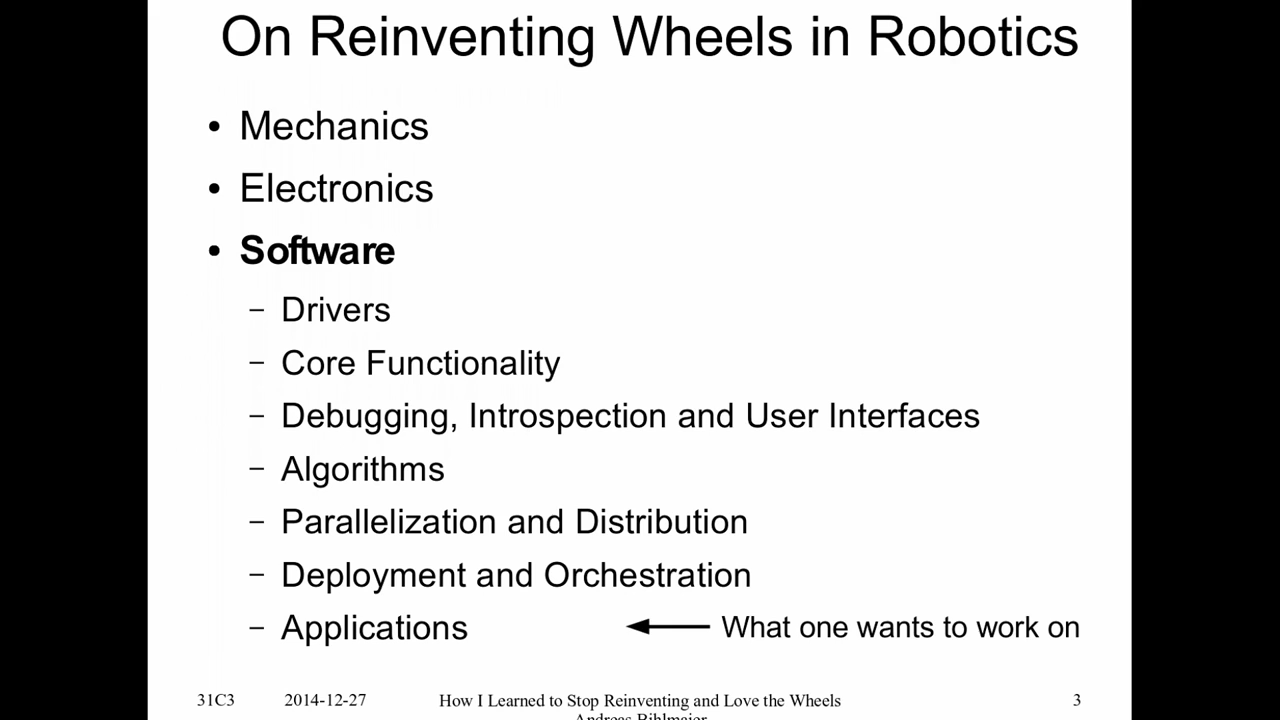 On Reinventing Wheels in Robotics
• Mechanics
• Electronics
• Software
– Drivers
– Core Functionality
– Debugging, Introspection and User Interfaces
– Algorithms
– Parallelization and Distribution
– Deployment and Orchestration
– Applications What one wants to work on
31C3 2014-12-27 How I Learned to Stop Reinventing and Love the Wheels 3
Andreas Bihlmaier